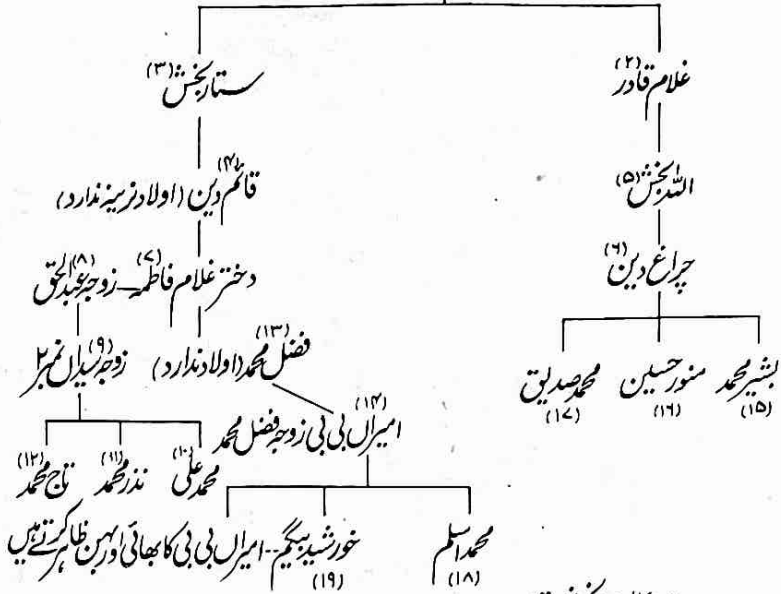 غلام قادر (۲) ستار بخش (۳)
اللہ بخش (۵) قائم دین (۴) (اولاد نرینہ ندارد)
چراغ دین (۶) دختر غلام فاطمہ (۷) — زوجہ عبدالحق (۸)
فضل محمد (۱۳) (اولاد ندارد) زوجہ رسیداں نمبر ۲ (۹)
بشیر محمد (۱۵) منور حسین (۱۶) محمد صدیق (۱۷)
امیراں بی بی زوجہ فضل محمد (۱۴)
محمد علی (۱۰) نذر محمد (۱۱) تاج محمد (۱۲)
محمد اسلم (۱۸) خورشید بیگم (۱۹) -- امیراں بی بی کا بھائی اور بہن ظاہر کرتے ہیں